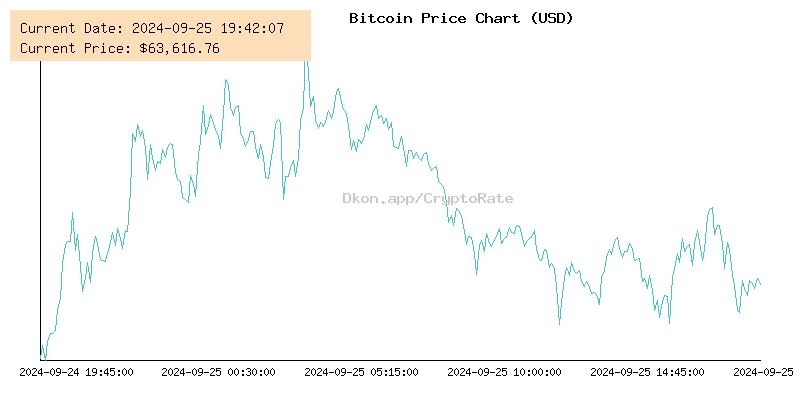 Bitcoin Price Chart (USD)
Current Date: 2024-09-25 19:42:07
Current Price: $63,616.76
Dkon.app/CryptoRate
2024-09-24 19:45:00 2024-09-25 00:30:00 2024-09-25 05:15:00 2024-09-25 10:00:00 2024-09-25 14:45:00 2024-09-25